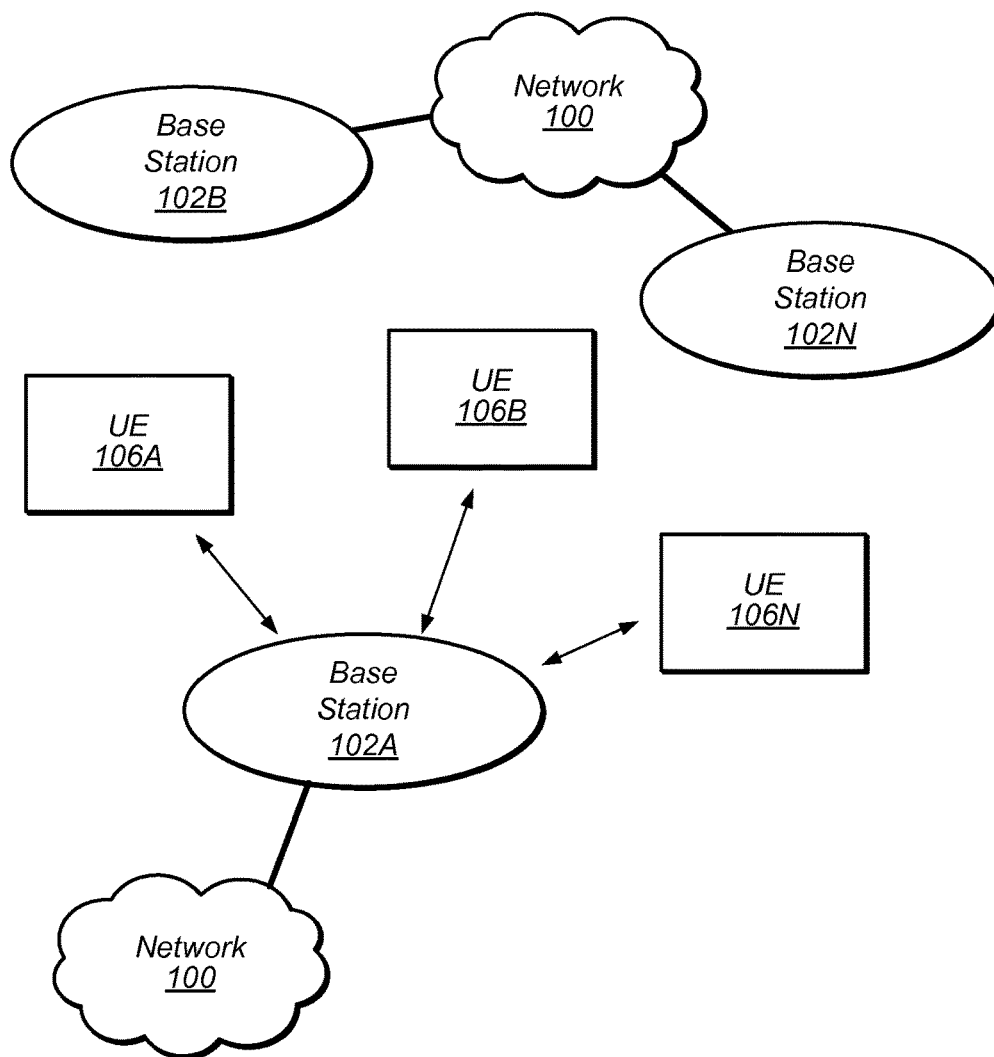 Network
100
Base
Station
102B
Base
Station
102N
UE
106B
UE
106A
UE
106N
Base
Station
102A
Network
100